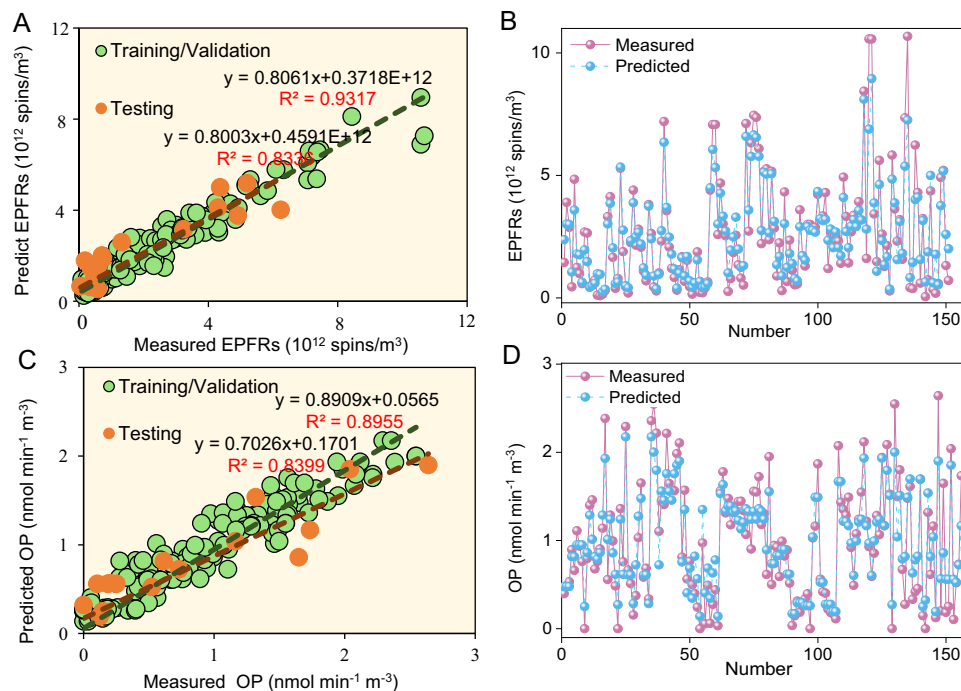 A
12
8
4
0
Predict EPFRs (10¹² spins/m³)
Training/Validation
y = 0.8061x+0.3718E+12
R² = 0.9317
Testing
y = 0.8003x+0.4591E+12
R² = 0.8336
0
4
8
12
Measured EPFRs (10¹² spins/m³)
B
10
5
0
EPFRs (10¹² spins/m³)
Measured
Predicted
0
50
100
150
Number
C
3
2
1
0
Predicted OP (nmol min⁻¹ m⁻³)
Training/Validation
y = 0.8909x+0.0565
R² = 0.8955
Testing
y = 0.7026x+0.1701
R² = 0.8399
0
1
2
3
Measured OP (nmol min⁻¹ m⁻³)
D
3
2
1
0
OP (nmol min⁻¹ m⁻³)
Measured
Predicted
0
50
100
150
Number